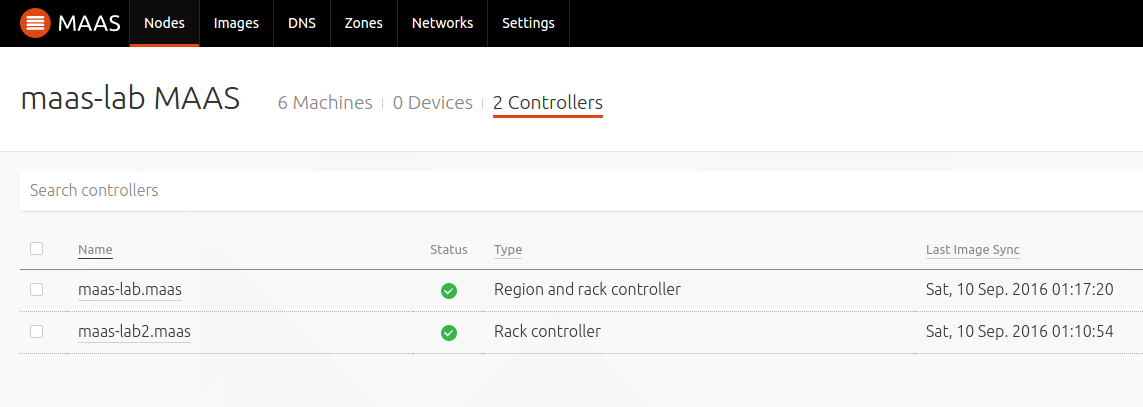 MAAS Nodes Images DNS Zones Networks Settings
maas-lab MAAS 6 Machines 0 Devices 2 Controllers
Search controllers
Name Status Type Last Image Sync
maas-lab.maas Region and rack controller Sat, 10 Sep. 2016 01:17:20
maas-lab2.maas Rack controller Sat, 10 Sep. 2016 01:10:54